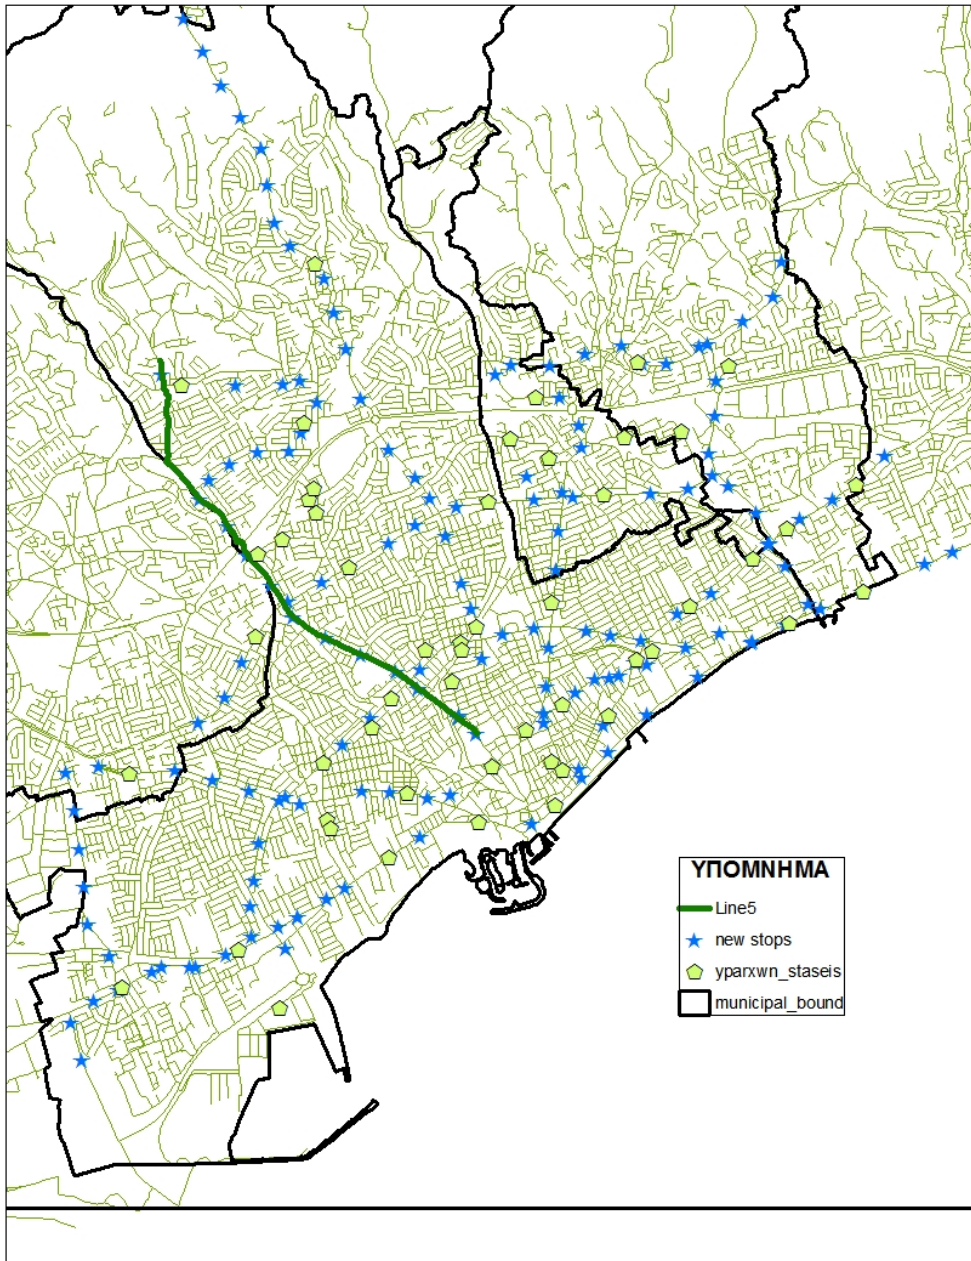 ΥΠΟΜΝΗΜΑ
Line5
new stops
yparxwn_staseis
municipal_bound